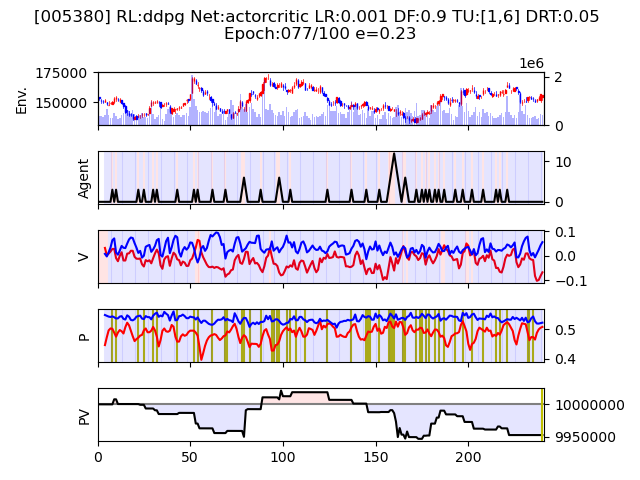 [005380] RL:ddpg Net:actorcritic LR:0.001 DF:0.9 TU:[1,6] DRT:0.05
Epoch:077/100 e=0.23
1e6
Env.
175000
150000
2
0
Agent
10
0
V
0.1
0.0
−0.1
P
0.5
0.4
PV
10000000
9950000
0 50 100 150 200